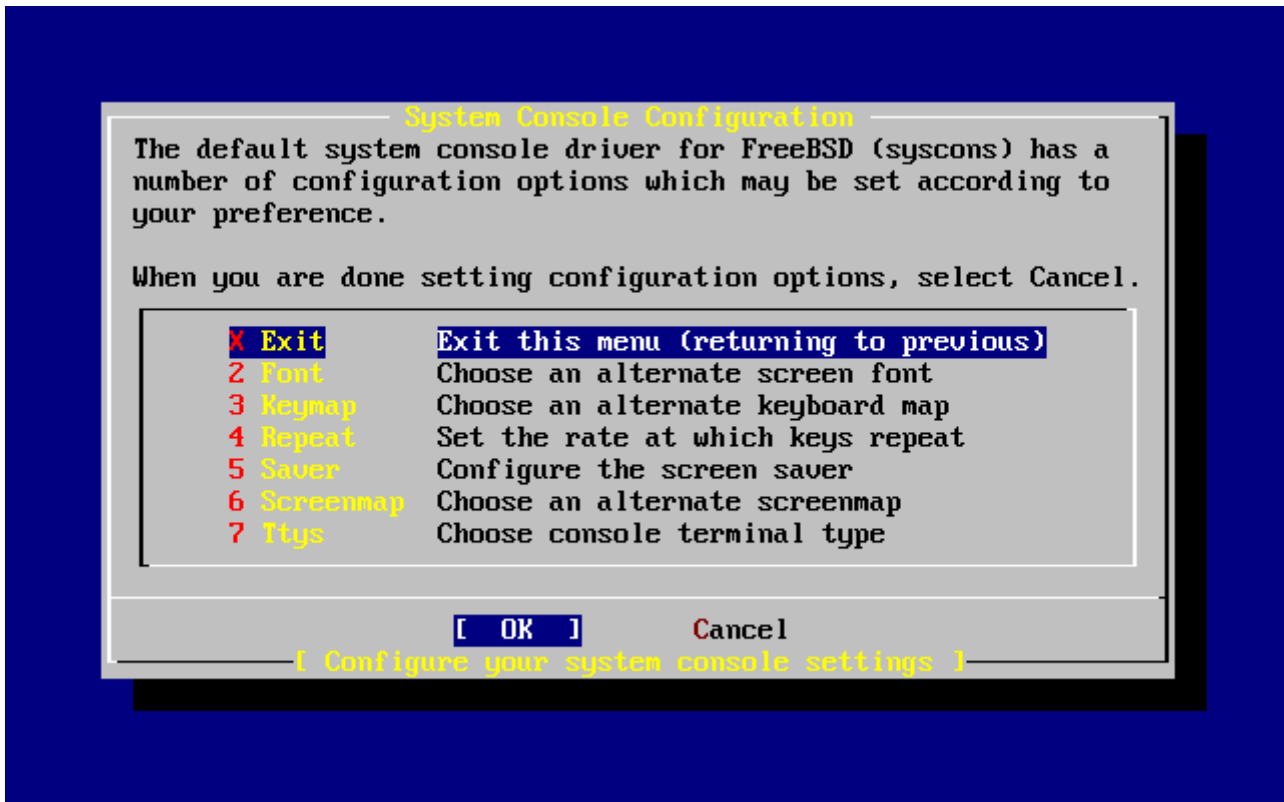 System Console Configuration
The default system console driver for FreeBSD (syscons) has a
number of configuration options which may be set according to
your preference.
When you are done setting configuration options, select Cancel.
X Exit Exit this menu (returning to previous)
2 Font Choose an alternate screen font
3 Keymap Choose an alternate keyboard map
4 Repeat Set the rate at which keys repeat
5 Saver Configure the screen saver
6 Screenmap Choose an alternate screenmap
7 Ttys Choose console terminal type
[ OK ] Cancel
[ Configure your system console settings ]